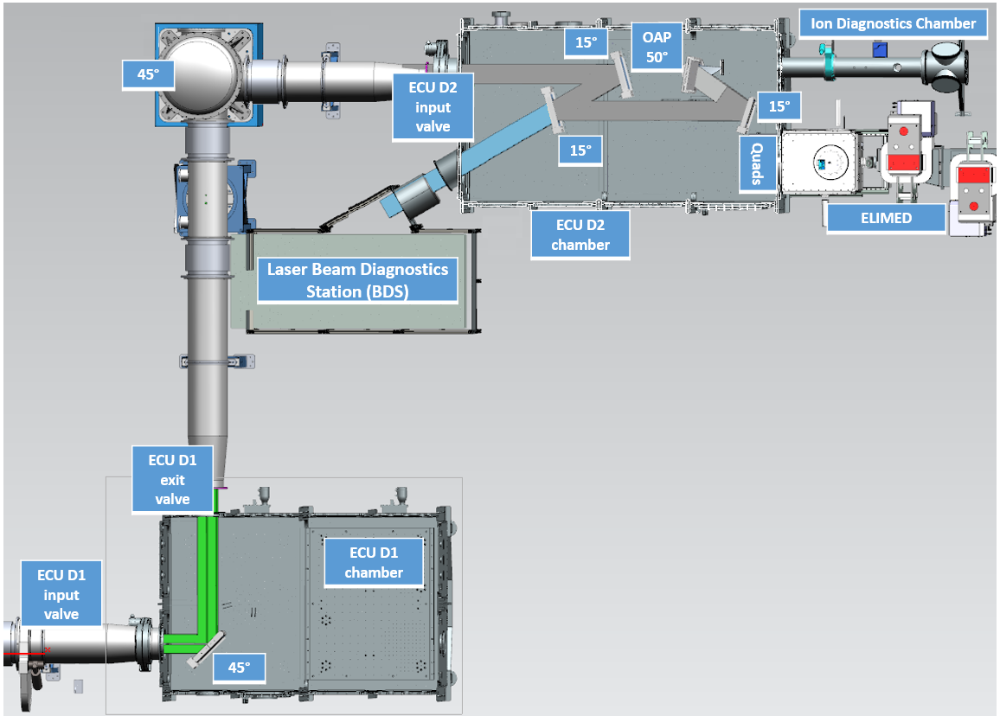 Ion Diagnostics Chamber
15°
OAP
50°
45°
ECU D2
input
valve
15°
15°
Quads
ELIMED
ECU D2
chamber
Laser Beam Diagnostics
Station (BDS)
ECU D1
exit
valve
ECU D1
chamber
ECU D1
input
valve
45°